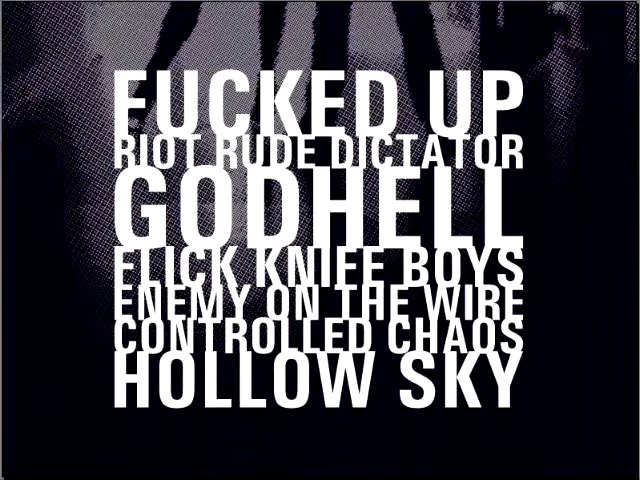 FUCKED UP
RIOT RUDE DICTATOR
GODHELL
FLICK KNIFE BOYS
ENEMY ON THE WIRE
CONTROLLED CHAOS
HOLLOW SKY